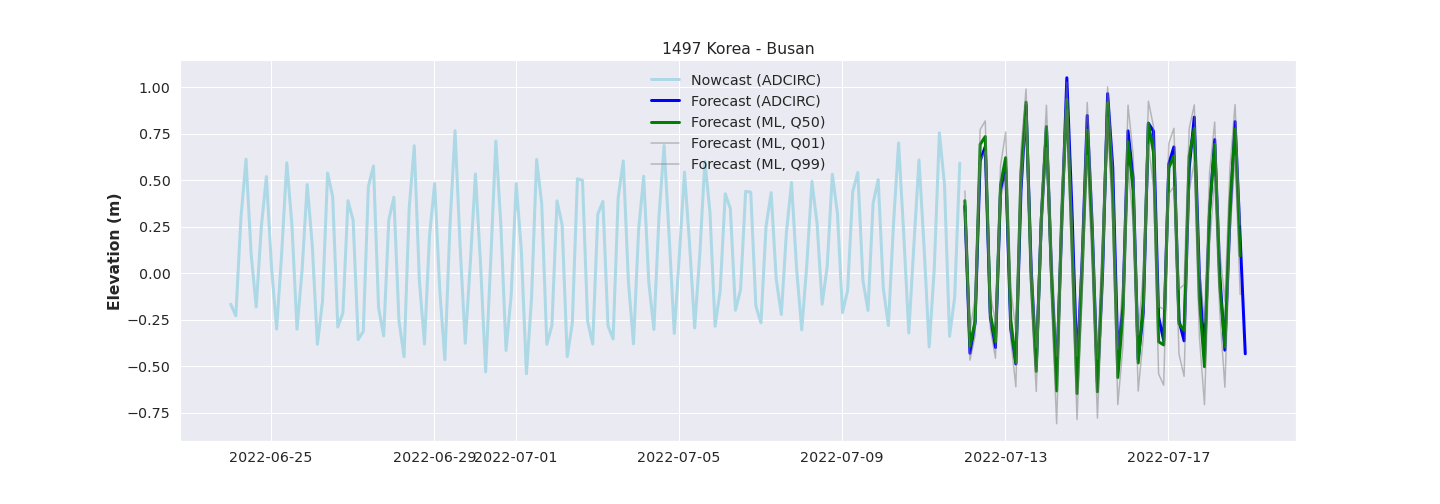 1497 Korea - Busan
Nowcast (ADCIRC)
Forecast (ADCIRC)
Forecast (ML, Q50)
Forecast (ML, Q01)
Forecast (ML, Q99)
Elevation (m)
1.00
0.75
0.50
0.25
0.00
−0.25
−0.50
−0.75
2022-06-25 2022-06-29 2022-07-01 2022-07-05 2022-07-09 2022-07-13 2022-07-17